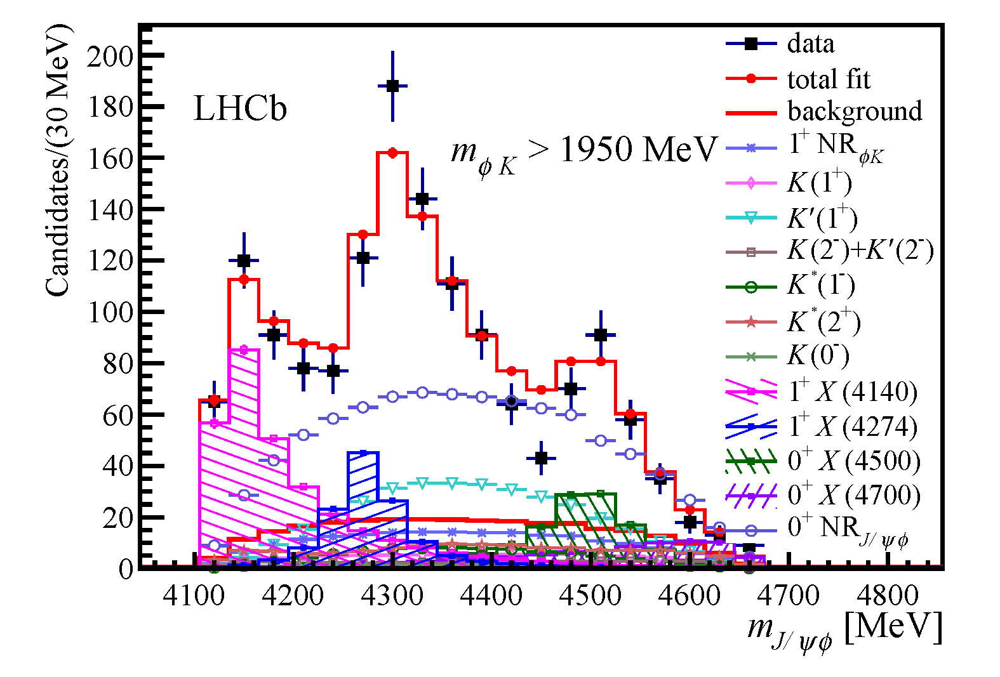 Candidates/(30 MeV)
200
180
160
140
120
100
80
60
40
20
0
LHCb
m_{ϕ K} > 1950 MeV
data
total fit
background
1⁺ NR_{ϕK}
K(1⁺)
K′(1⁺)
K(2⁻)+K′(2⁻)
K*(1⁻)
K*(2⁺)
K(0⁻)
1⁺ X(4140)
1⁺ X(4274)
0⁺ X(4500)
0⁺ X(4700)
0⁺ NR_{J/ψϕ}
4100 4200 4300 4400 4500 4600 4700 4800
m_{J/ψϕ} [MeV]